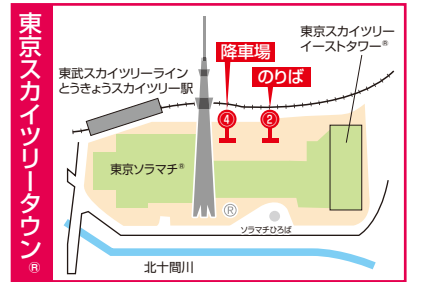 東京スカイツリータウン®
降車場
のりば
④
②
東京スカイツリー
イーストタワー®
東武スカイツリーライン
とうきょうスカイツリー駅
東京ソラマチ®
®
ソラマチひろば
北十間川